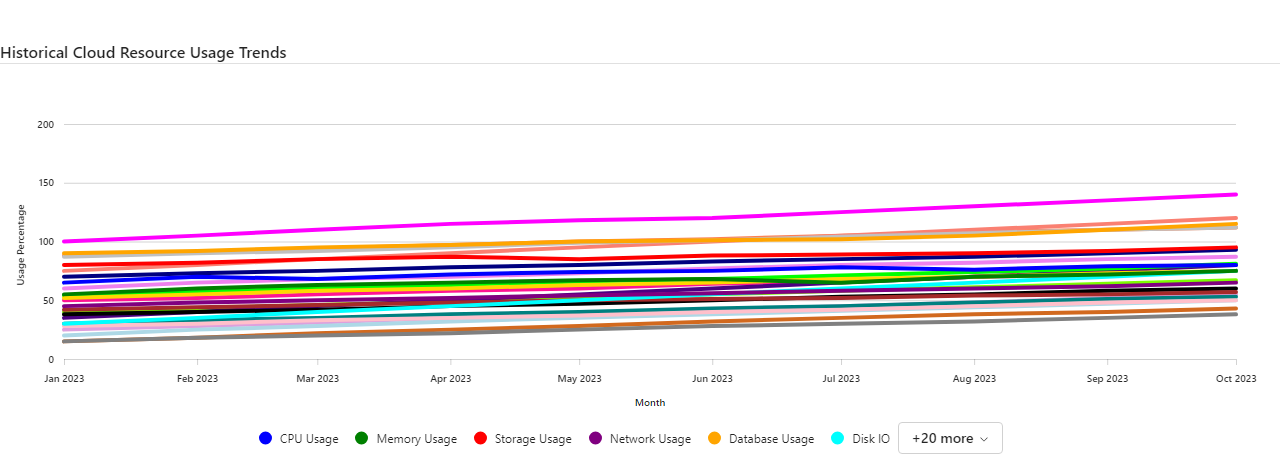 Historical Cloud Resource Usage Trends
200
150
100
50
0
Usage Percentage
Jan 2023 Feb 2023 Mar 2023 Apr 2023 May 2023 Jun 2023 Jul 2023 Aug 2023 Sep 2023 Oct 2023
Month
CPU Usage Memory Usage Storage Usage Network Usage Database Usage Disk IO +20 more